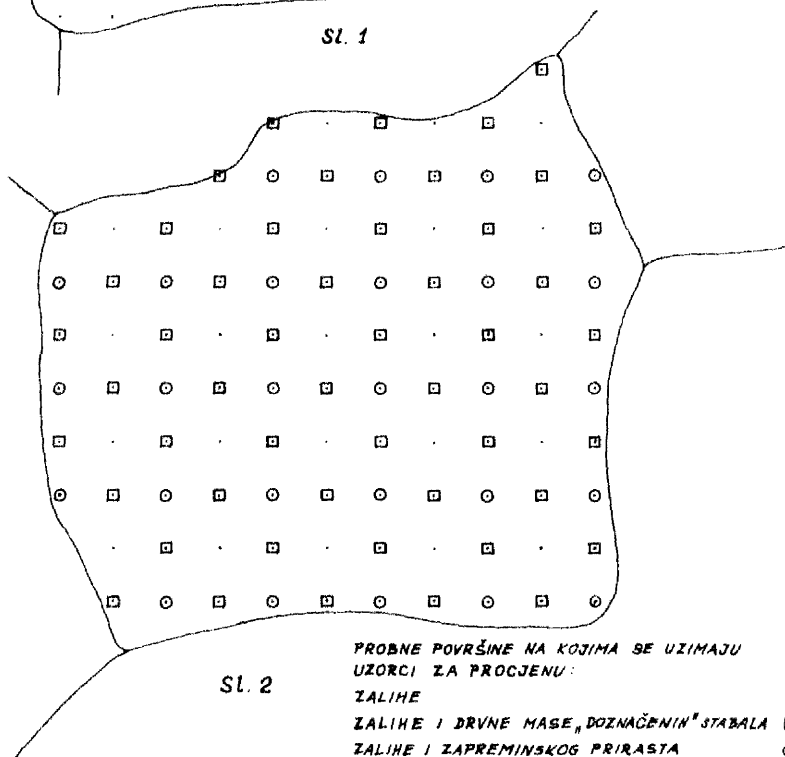 Sl. 1
Sl. 2
PROBNE POVRŠINE NA KOJIMA SE UZIMAJU
UZORCI ZA PROCJENU:
ZALIHE
ZALIHE I DRVNE MASE „DOZNAČENIH" STABALA
ZALIHE I ZAPREMINSKOG PRIRASTA